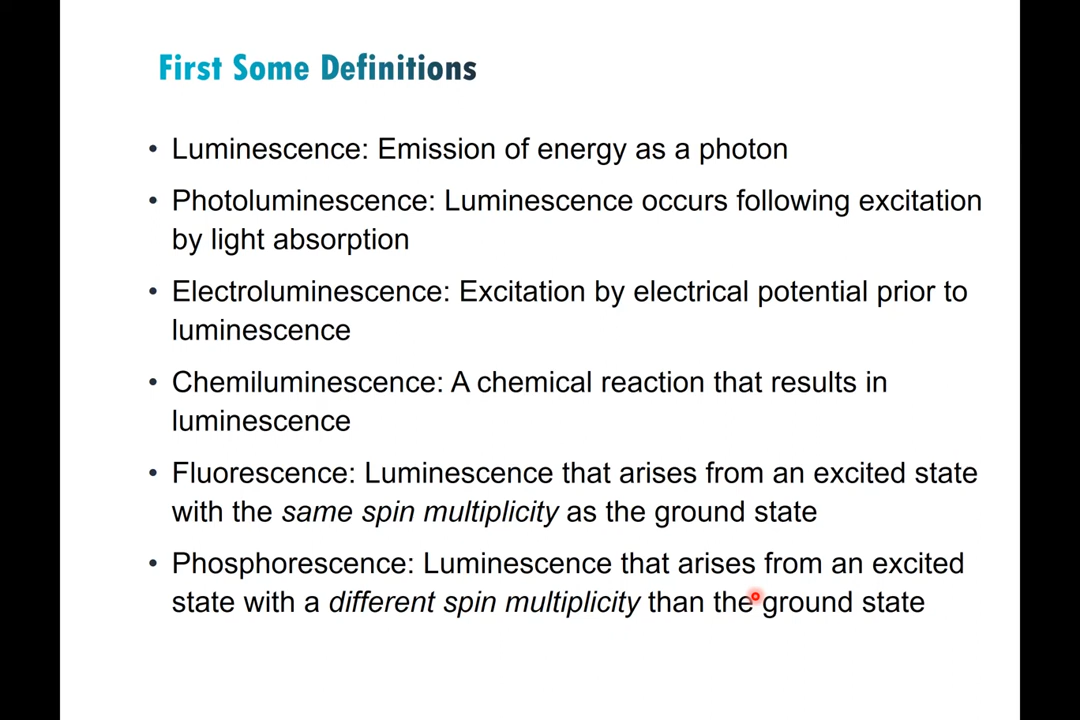 First Some Definitions
• Luminescence: Emission of energy as a photon
• Photoluminescence: Luminescence occurs following excitation
by light absorption
• Electroluminescence: Excitation by electrical potential prior to
luminescence
• Chemiluminescence: A chemical reaction that results in
luminescence
• Fluorescence: Luminescence that arises from an excited state
with the same spin multiplicity as the ground state
• Phosphorescence: Luminescence that arises from an excited
state with a different spin multiplicity than the ground state